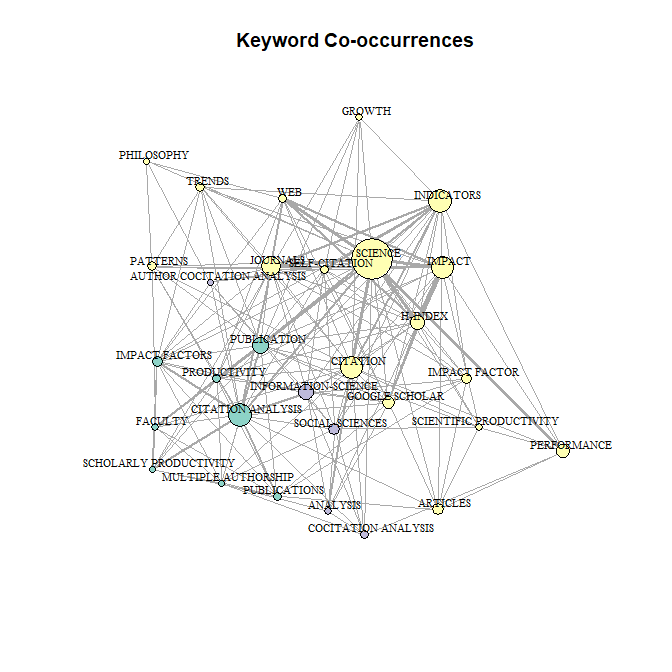 Keyword Co-occurrences
GROWTH
PHILOSOPHY
TRENDS
WEB
INDICATORS
SCIENCE
PATTERNS
JOURNALS
SELF-CITATION
IMPACT
AUTHOR COCITATION ANALYSIS
H-INDEX
PUBLICATION
IMPACT FACTORS
CITATION
PRODUCTIVITY
IMPACT FACTOR
INFORMATION-SCIENCE
GOOGLE SCHOLAR
CITATION ANALYSIS
FACULTY
SOCIAL-SCIENCES
SCIENTIFIC PRODUCTIVITY
PERFORMANCE
SCHOLARLY PRODUCTIVITY
MULTIPLE AUTHORSHIP
PUBLICATIONS
ANALYSIS
ARTICLES
COCITATION ANALYSIS